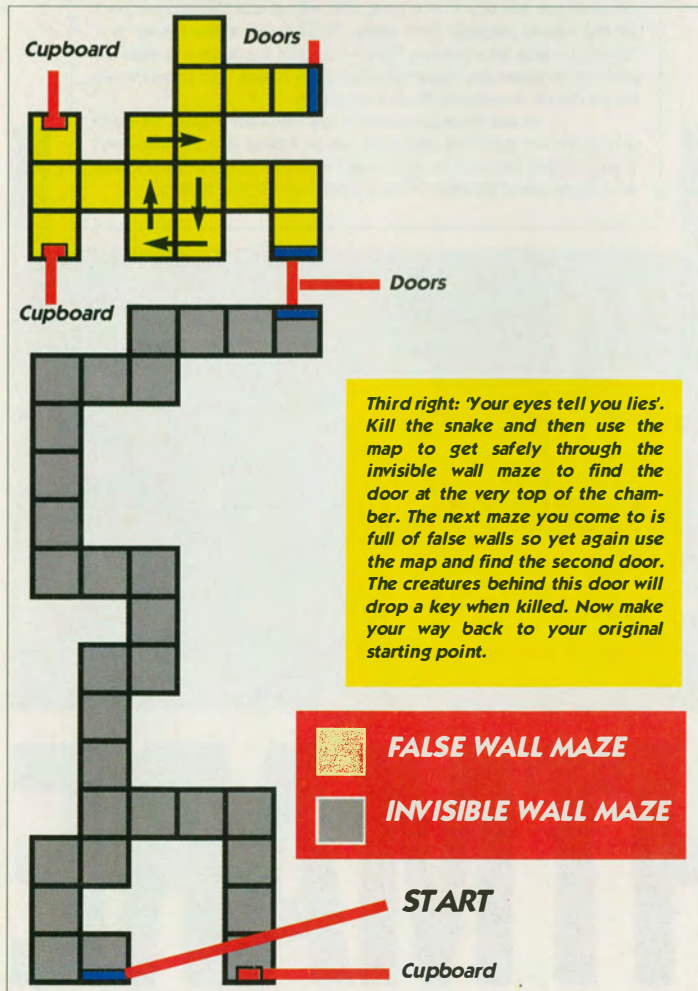 Cupboard
Doors
Cupboard
Doors
Third right: 'Your eyes tell you lies'.
Kill the snake and then use the
map to get safely through the
invisible wall maze to find the
door at the very top of the cham-
ber. The next maze you come to is
full of false walls so yet again use
the map and find the second door.
The creatures behind this door will
drop a key when killed. Now make
your way back to your original
starting point.
FALSE WALL MAZE
INVISIBLE WALL MAZE
START
Cupboard